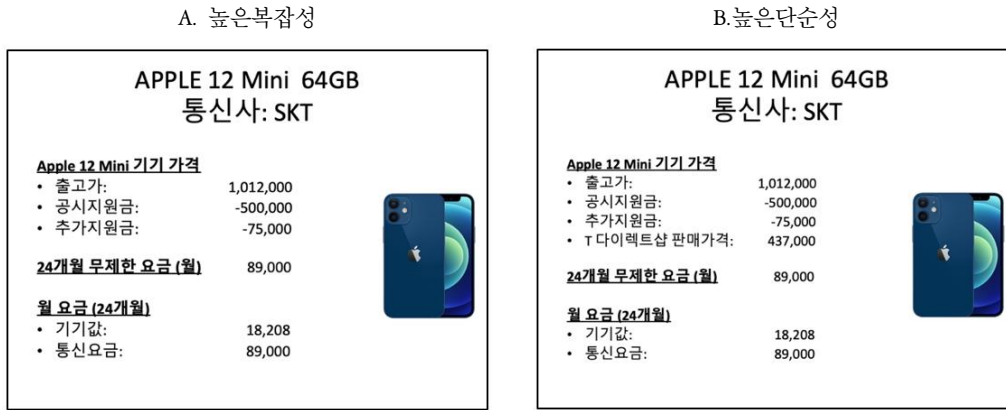 A. 높은복잡성
APPLE 12 Mini 64GB
통신사: SKT
Apple 12 Mini 기기 가격
• 출고가: 1,012,000
• 공시지원금: -500,000
• 추가지원금: -75,000
24개월 무제한 요금 (월) 89,000
월 요금 (24개월)
• 기기값: 18,208
• 통신요금: 89,000
B.높은단순성
APPLE 12 Mini 64GB
통신사: SKT
Apple 12 Mini 기기 가격
• 출고가: 1,012,000
• 공시지원금: -500,000
• 추가지원금: -75,000
• T 다이렉트샵 판매가격: 437,000
24개월 무제한 요금 (월) 89,000
월 요금 (24개월)
• 기기값: 18,208
• 통신요금: 89,000